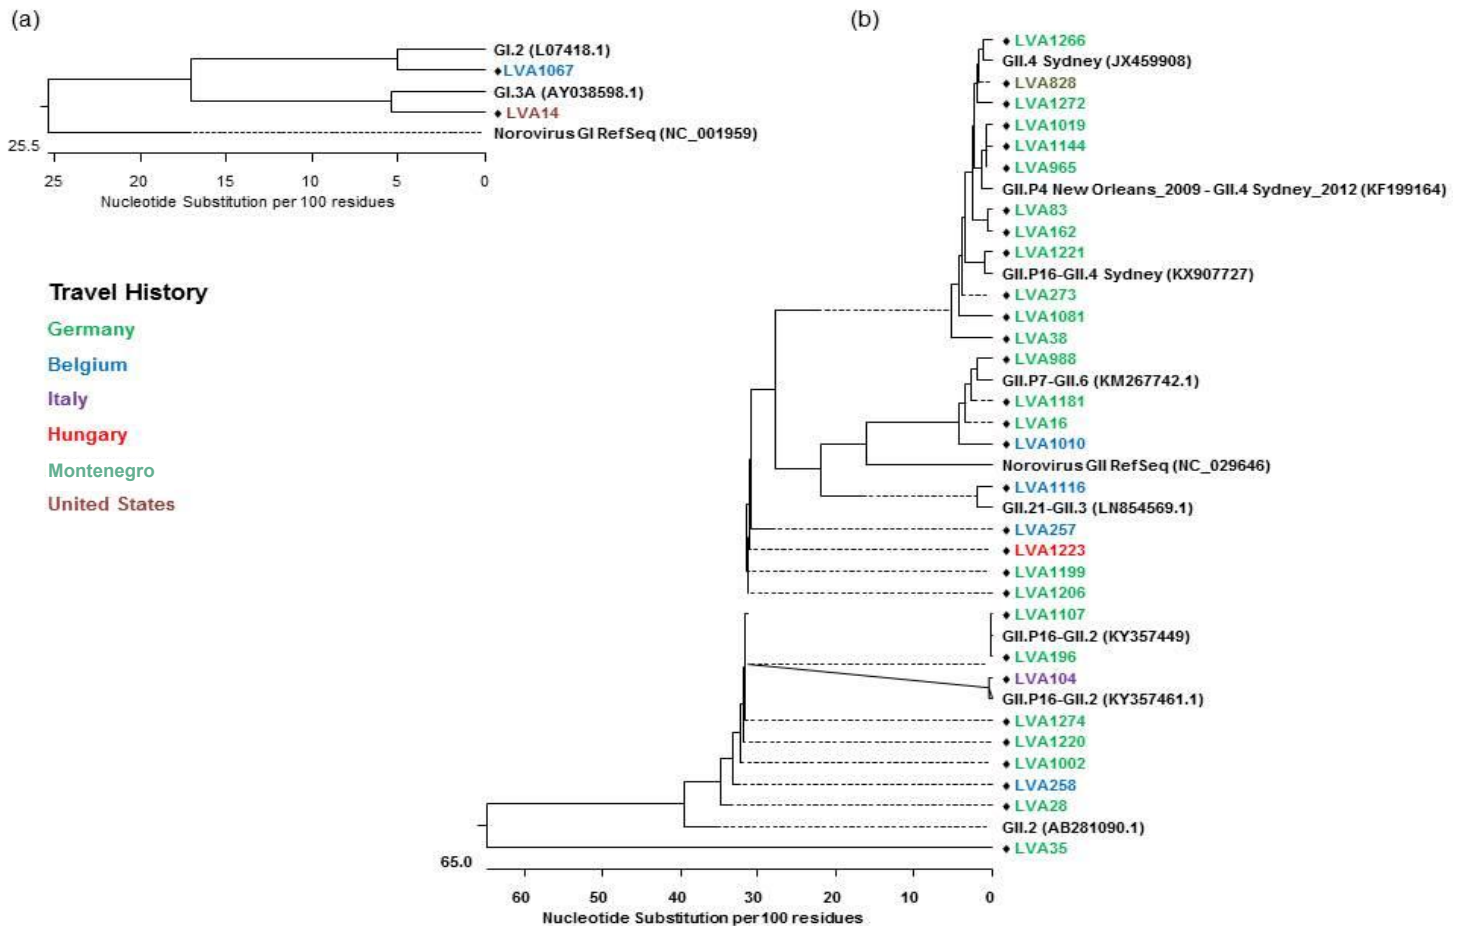 (a)
GI.2 (L07418.1)
♦LVA1067
GI.3A (AY038598.1)
♦ LVA14
Norovirus GI RefSeq (NC_001959)
25.5
25 20 15 10 5 0
Nucleotide Substitution per 100 residues
Travel History
Germany
Belgium
Italy
Hungary
Montenegro
United States
(b)
♦ LVA1266
GII.4 Sydney (JX459908)
♦ LVA828
♦ LVA1272
♦ LVA1019
♦ LVA1144
♦ LVA965
GII.P4 New Orleans_2009 - GII.4 Sydney_2012 (KF199164)
♦ LVA83
♦ LVA162
♦ LVA1221
GII.P16-GII.4 Sydney (KX907727)
♦ LVA273
♦ LVA1081
♦ LVA38
♦ LVA988
GII.P7-GII.6 (KM267742.1)
♦ LVA1181
♦ LVA16
♦ LVA1010
Norovirus GII RefSeq (NC_029646)
♦ LVA1116
GII.21-GII.3 (LN854569.1)
♦ LVA257
♦ LVA1223
♦ LVA1199
♦ LVA1206
♦ LVA1107
GII.P16-GII.2 (KY357449)
♦ LVA196
♦ LVA104
GII.P16-GII.2 (KY357461.1)
♦ LVA1274
♦ LVA1220
♦ LVA1002
♦ LVA258
♦ LVA28
GII.2 (AB281090.1)
♦ LVA35
65.0
60 50 40 30 20 10 0
Nucleotide Substitution per 100 residues